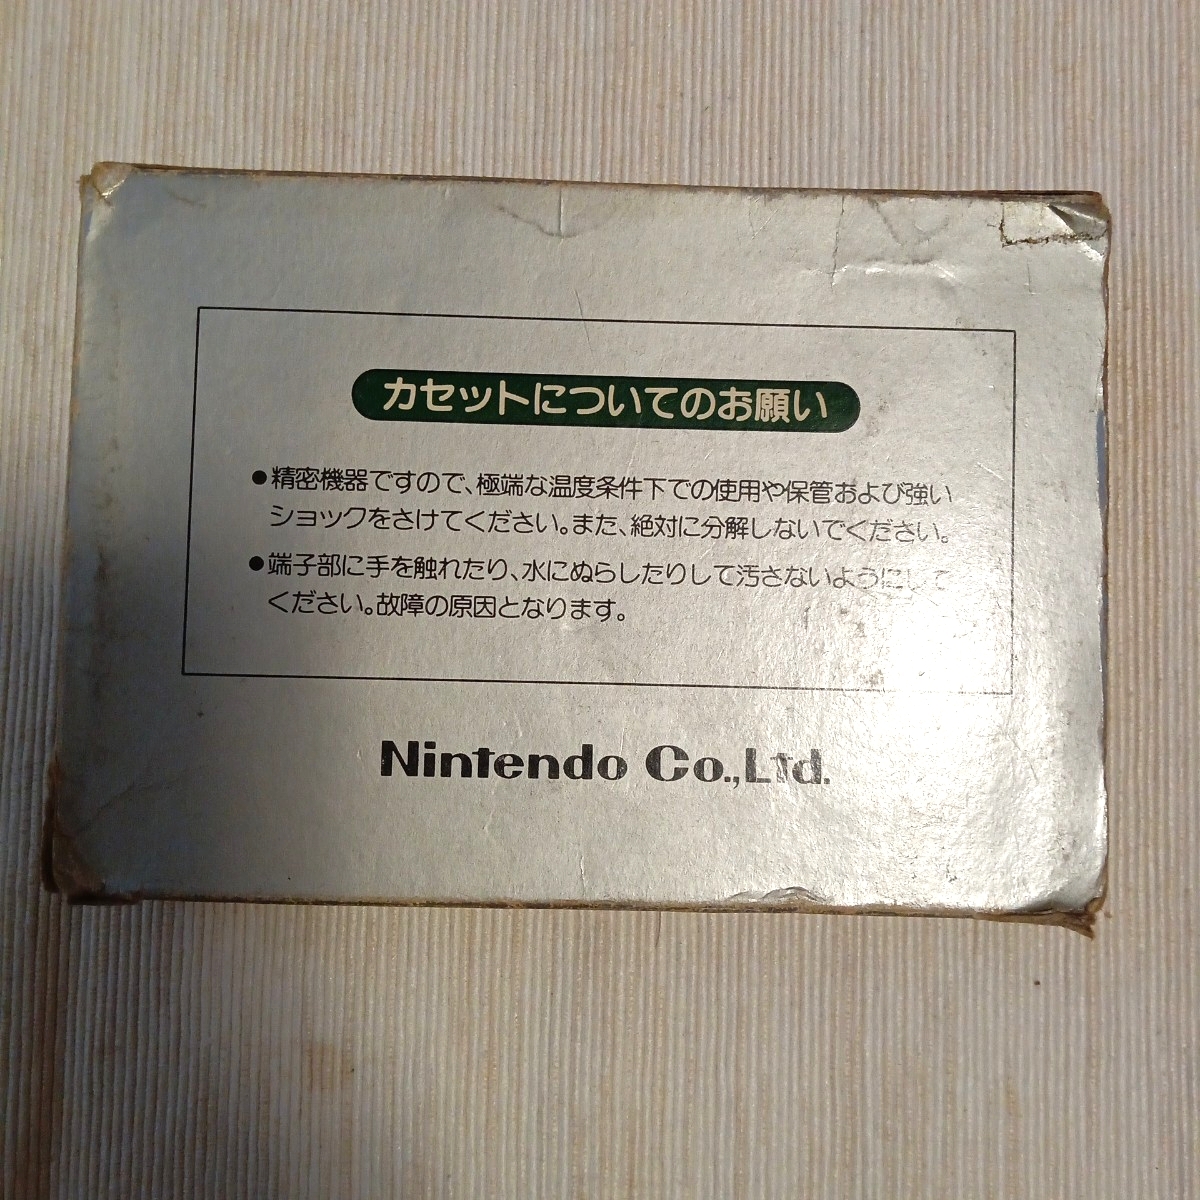 カセットについてのお願い
●精密機器ですので、極端な温度条件下での使用や保管および強い
ショックをさけてください。また、絶対に分解しないでください。
●端子部に手を触れたり、水にぬらしたりして汚さないようにして
ください。故障の原因となります。
Nintendo Co.,Ltd.